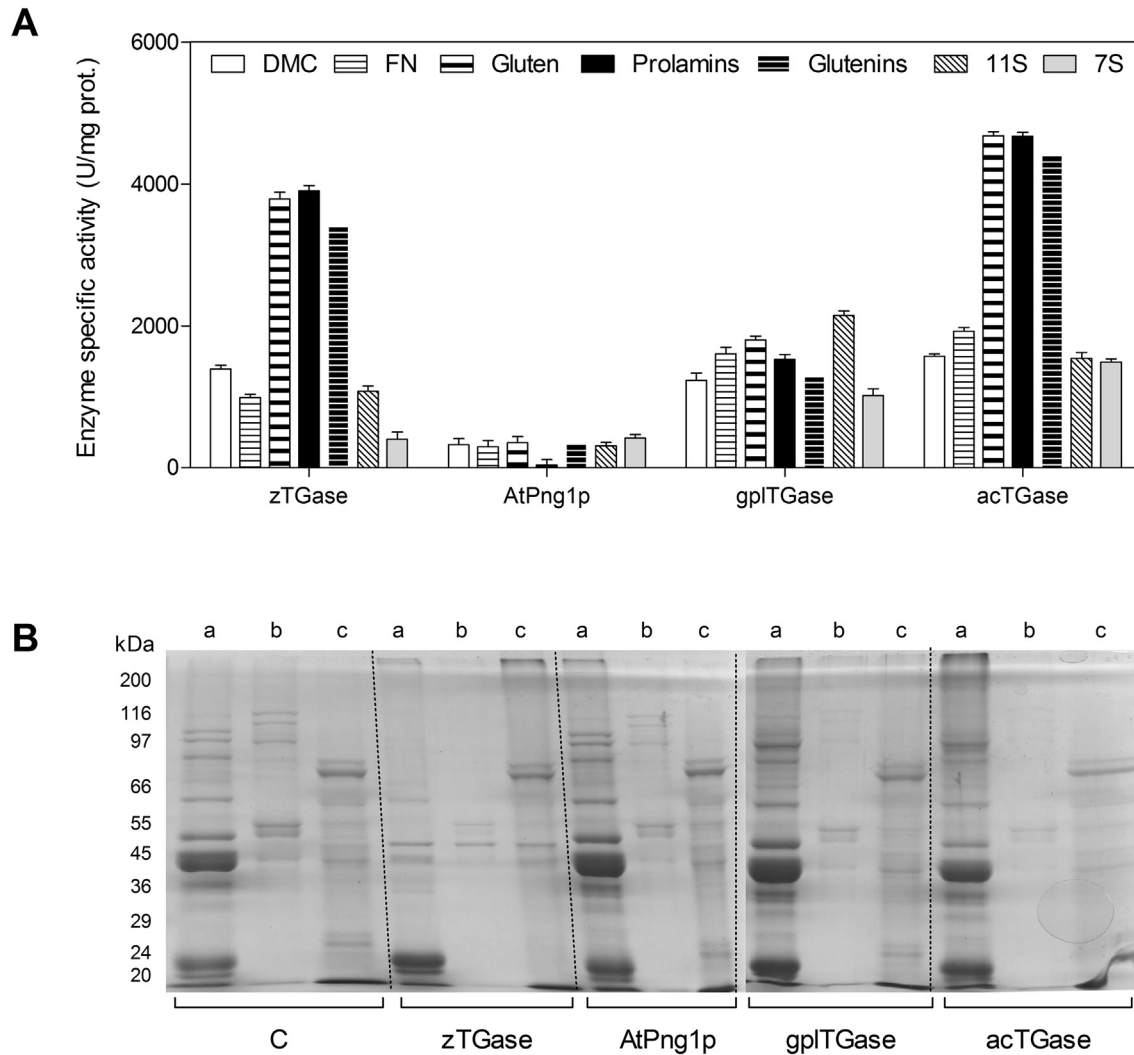 A
Enzyme specific activity (U/mg prot.)
6000
4000
2000
0
DMC FN Gluten Prolamins Glutenins 11S 7S
zTGase AtPng1p gplTGase acTGase
B
kDa a b c a b c a b c a b c a b c
200
116
97
66
55
45
36
29
24
20
C zTGase AtPng1p gplTGase acTGase